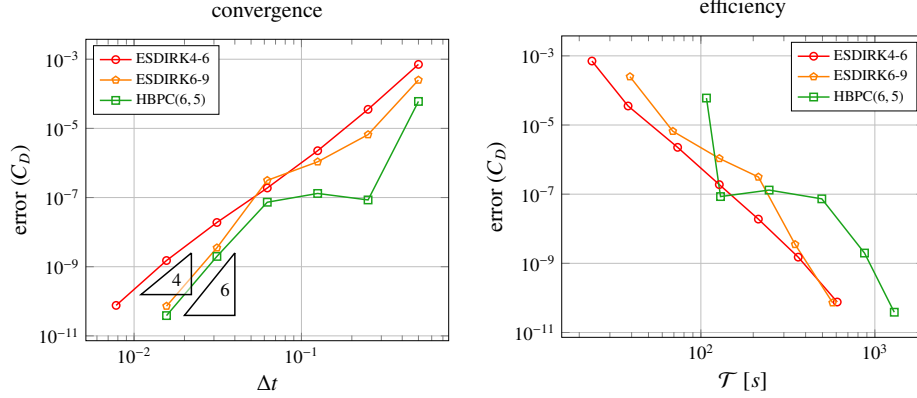 convergence
ESDIRK4-6
ESDIRK6-9
HBPC(6, 5)
error (C_D)
10^{-3}
10^{-5}
10^{-7}
10^{-9}
10^{-11}
4
6
10^{-2}
10^{-1}
Δt
efficiency
ESDIRK4-6
ESDIRK6-9
HBPC(6, 5)
error (C_D)
10^{-3}
10^{-5}
10^{-7}
10^{-9}
10^{-11}
10^2
10^3
𝒯 [s]